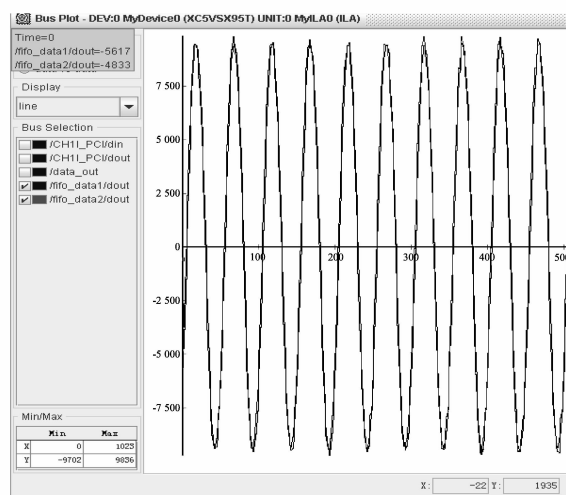 Bus Plot - DEV:0 MyDevice0 (XC5VSX95T) UNIT:0 MyILA0 (ILA)
Time=0
/fifo_data1/dout=-5617
/fifo_data2/dout=-4833
Display
line
Bus Selection
/CH1I_PCI/din
/CH1I_PCI/dout
/data_out
/fifo_data1/dout
/fifo_data2/dout
7 500
5 000
2 500
0
100
200
300
400
500
-2 500
-5 000
-7 500
Min/Max
Min Max
X 0 1023
Y -9702 9836
X: -22 Y: 1935